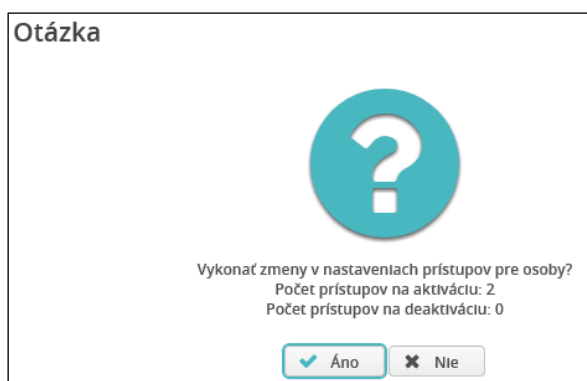 Otázka
Vykonať zmeny v nastaveniach prístupov pre osoby?
Počet prístupov na aktiváciu: 2
Počet prístupov na deaktiváciu: 0
Áno
Nie